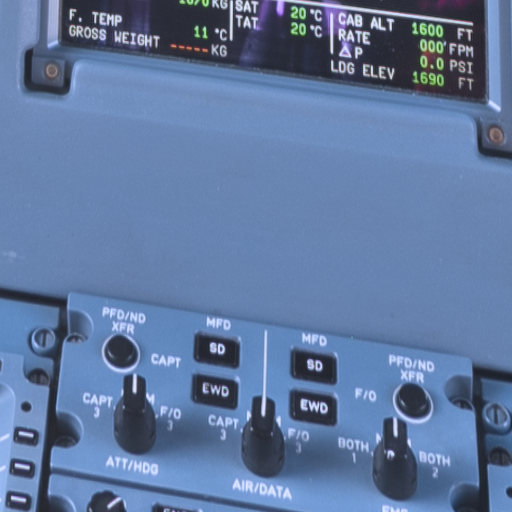 KG SAT 20 °C
F. TEMP 11 °C TAT 20 °C
GROSS WEIGHT ----- KG
CAB ALT 1600 FT
RATE 000 FPM
△P 0.0 PSI
LDG ELEV 1690 FT
PFD/ND
XFR
CAPT
MFD
SD
EWD
MFD
SD
EWD
PFD/ND
XFR
F/O
CAPT
3
F/O
3
ATT/HDG
CAPT
3
F/O
3
AIR/DATA
BOTH
1
BOTH
2